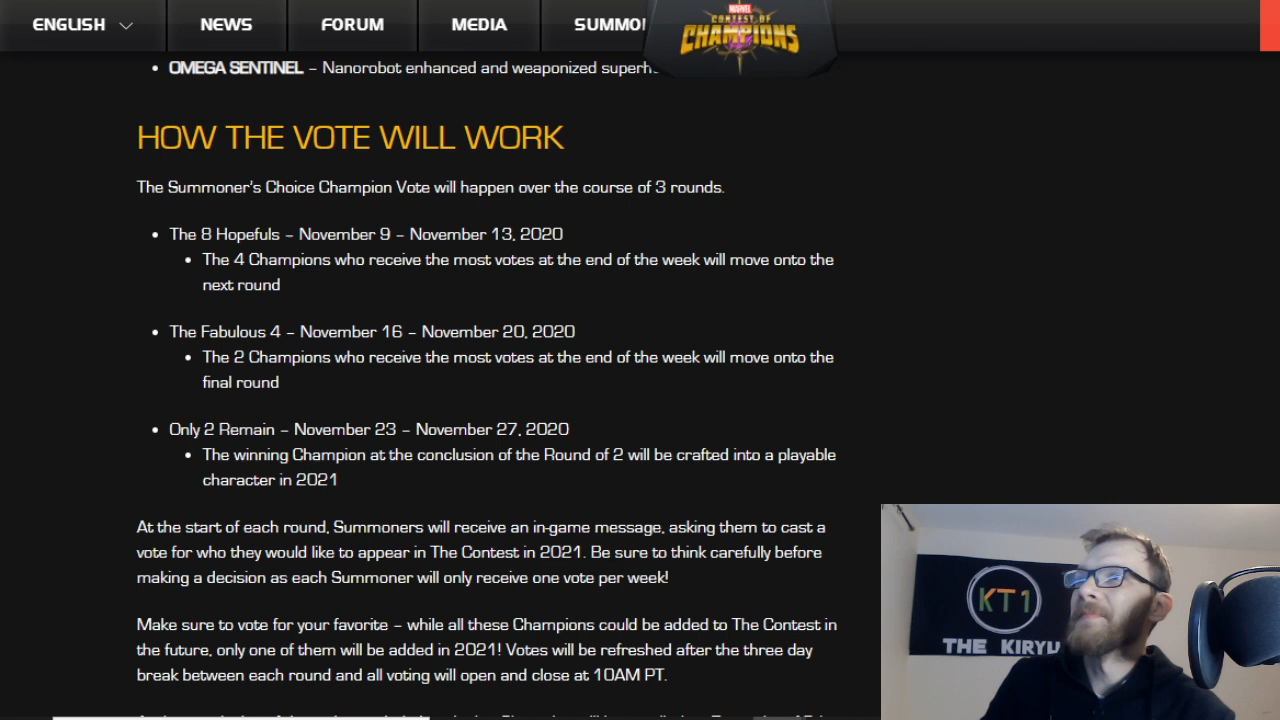 ENGLISH NEWS FORUM MEDIA SUMMO
MARVEL
CONTEST OF
CHAMPIONS
• OMEGA SENTINEL – Nanorobot enhanced and weaponized superh
HOW THE VOTE WILL WORK
The Summoner's Choice Champion Vote will happen over the course of 3 rounds.
• The 8 Hopefuls – November 9 – November 13, 2020
• The 4 Champions who receive the most votes at the end of the week will move onto the
next round
• The Fabulous 4 – November 16 – November 20, 2020
• The 2 Champions who receive the most votes at the end of the week will move onto the
final round
• Only 2 Remain – November 23 – November 27, 2020
• The winning Champion at the conclusion of the Round of 2 will be crafted into a playable
character in 2021
At the start of each round, Summoners will receive an in-game message, asking them to cast a
vote for who they would like to appear in The Contest in 2021. Be sure to think carefully before
making a decision as each Summoner will only receive one vote per week!
Make sure to vote for your favorite – while all these Champions could be added to The Contest in
the future, only one of them will be added in 2021! Votes will be refreshed after the three day
break between each round and all voting will open and close at 10AM PT.
KT1
THE KIRYU